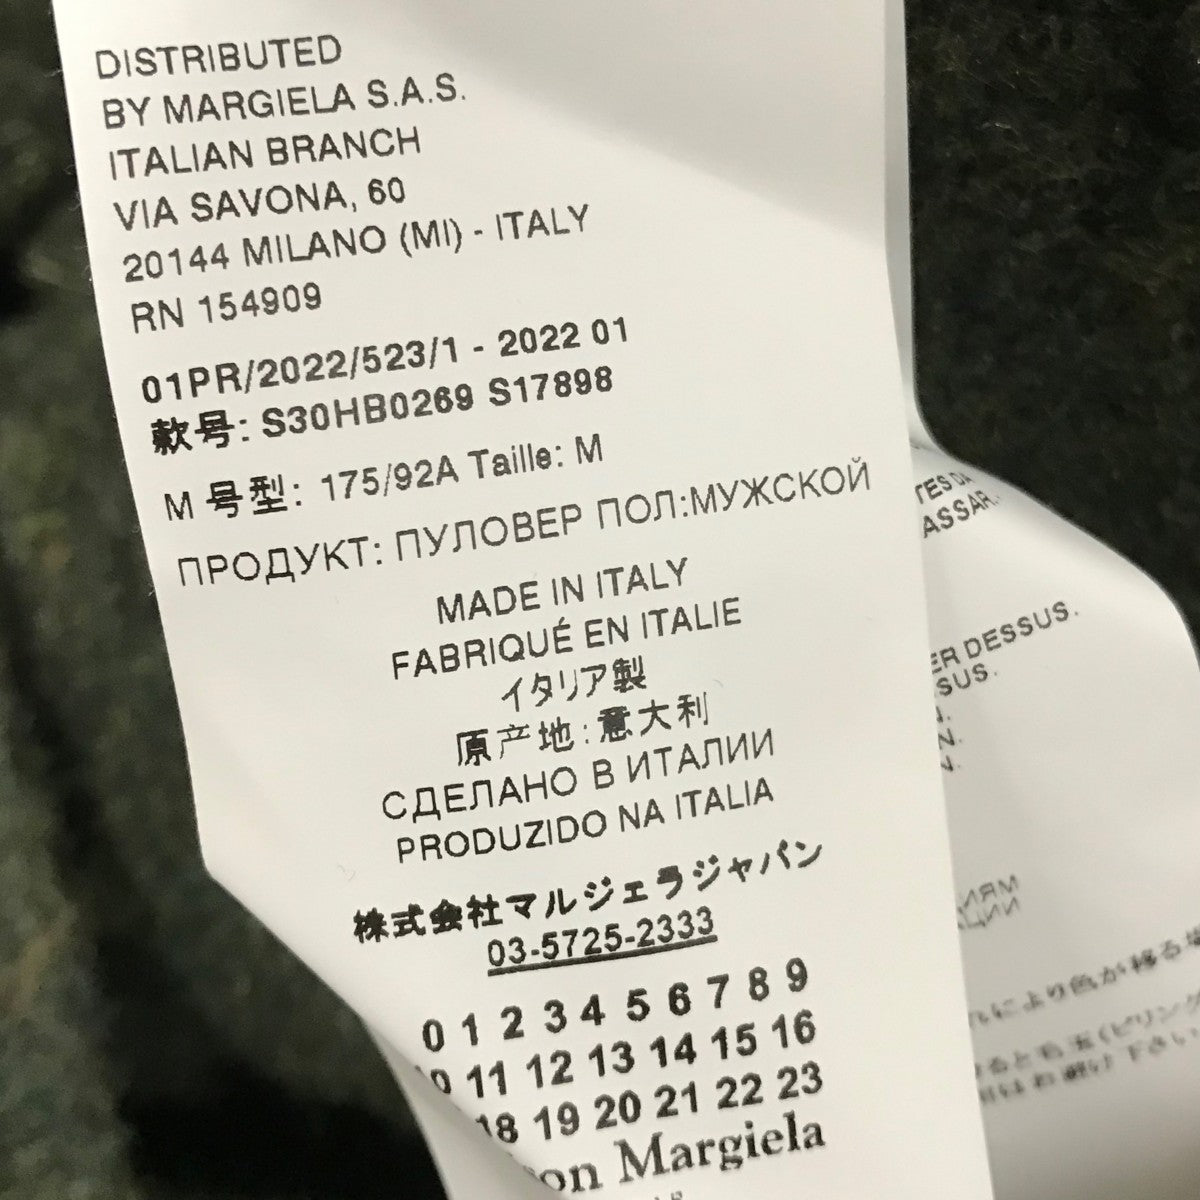 DISTRIBUTED
BY MARGIELA S.A.S.
ITALIAN BRANCH
VIA SAVONA, 60
20144 MILANO (MI) - ITALY
RN 154909
01PR/2022/523/1 - 2022 01
款号: S30HB0269 S17898
M 号型: 175/92A Taille: M
ПРОДУКТ: ПУЛОВЕР ПОЛ:МУЖСКОЙ
MADE IN ITALY
FABRIQUÉ EN ITALIE
イタリア製
原产地:意大利
СДЕЛАНО В ИТАЛИИ
PRODUZIDO NA ITALIA
株式会社マルジェラジャパン
03-5725-2333
0 1 2 3 4 5 6 7 8 9
11 12 13 14 15 16
18 19 20 21 22 23
Margiela
DESSUS.